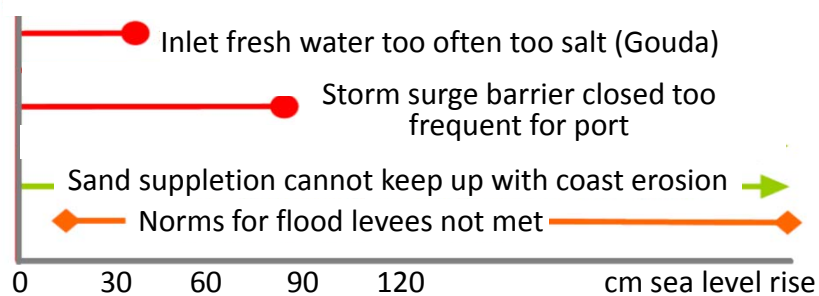 Inlet fresh water too often too salt (Gouda)
Storm surge barrier closed too
frequent for port
Sand suppletion cannot keep up with coast erosion
Norms for flood levees not met
0 30 60 90 120 cm sea level rise